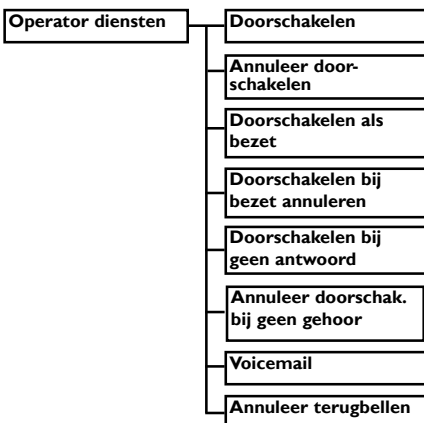 Operator diensten
Doorschakelen
Annuleer door-
schakelen
Doorschakelen als
bezet
Doorschakelen bij
bezet annuleren
Doorschakelen bij
geen antwoord
Annuleer doorschak.
bij geen gehoor
Voicemail
Annuleer terugbellen